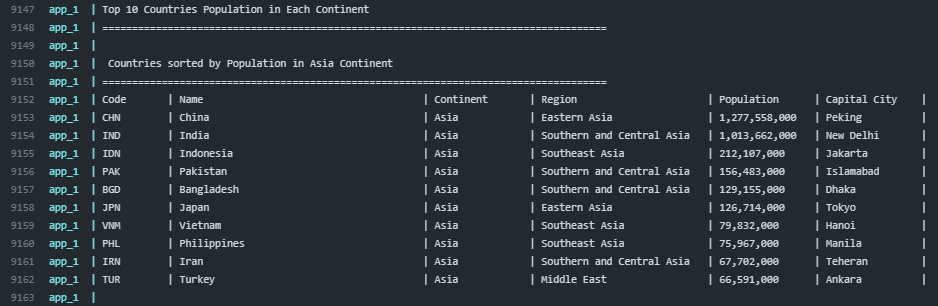 9147 app_1 | Top 10 Countries Population in Each Continent
9148 app_1 | ====================================================================================
9149 app_1 |
9150 app_1 | Countries sorted by Population in Asia Continent
9151 app_1 | ====================================================================================
9152 app_1 | Code | Name | Continent | Region | Population | Capital City |
9153 app_1 | CHN | China | Asia | Eastern Asia | 1,277,558,000 | Peking |
9154 app_1 | IND | India | Asia | Southern and Central Asia | 1,013,662,000 | New Delhi |
9155 app_1 | IDN | Indonesia | Asia | Southeast Asia | 212,107,000 | Jakarta |
9156 app_1 | PAK | Pakistan | Asia | Southern and Central Asia | 156,483,000 | Islamabad |
9157 app_1 | BGD | Bangladesh | Asia | Southern and Central Asia | 129,155,000 | Dhaka |
9158 app_1 | JPN | Japan | Asia | Eastern Asia | 126,714,000 | Tokyo |
9159 app_1 | VNM | Vietnam | Asia | Southeast Asia | 79,832,000 | Hanoi |
9160 app_1 | PHL | Philippines | Asia | Southeast Asia | 75,967,000 | Manila |
9161 app_1 | IRN | Iran | Asia | Southern and Central Asia | 67,702,000 | Teheran |
9162 app_1 | TUR | Turkey | Asia | Middle East | 66,591,000 | Ankara |
9163 app_1 |